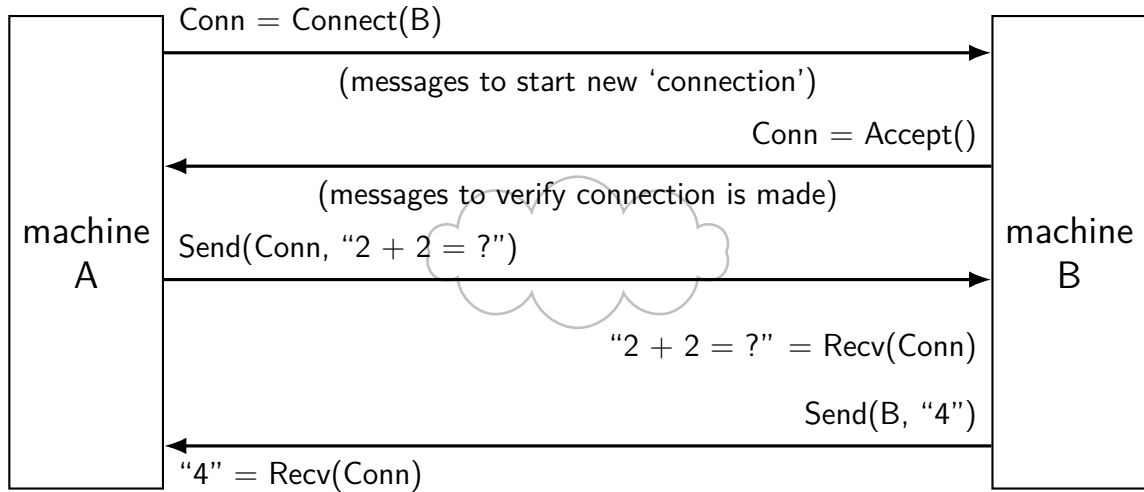 Conn = Connect(B)
(messages to start new ‘connection’)
Conn = Accept()
(messages to verify connection is made)
machine
A
machine
B
Send(Conn, “2 + 2 = ?”)
“2 + 2 = ?” = Recv(Conn)
Send(B, “4”)
“4” = Recv(Conn)